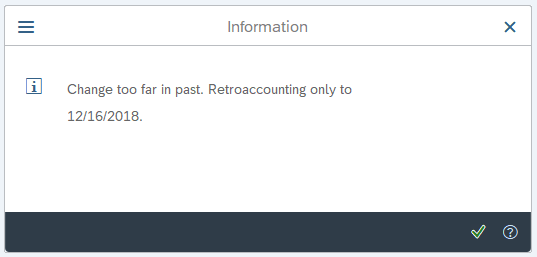 Information
Change too far in past. Retroaccounting only to
12/16/2018.